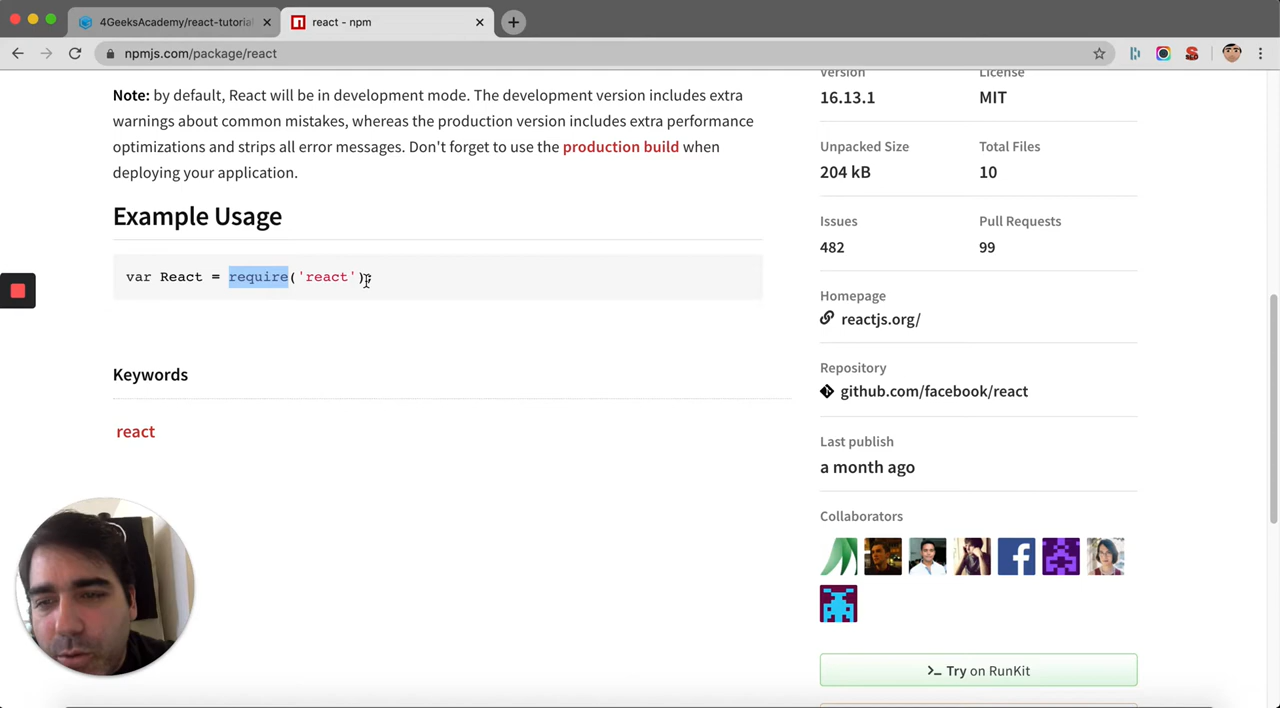 4GeeksAcademy/react-tutoria
react - npm
npmjs.com/package/react
Note: by default, React will be in development mode. The development version includes extra
warnings about common mistakes, whereas the production version includes extra performance
optimizations and strips all error messages. Don't forget to use the production build when
deploying your application.
Example Usage
var React = require('react');
Keywords
react
Version
License
16.13.1
MIT
Unpacked Size
Total Files
204 kB
10
Issues
Pull Requests
482
99
Homepage
reactjs.org/
Repository
github.com/facebook/react
Last publish
a month ago
Collaborators
>_ Try on RunKit